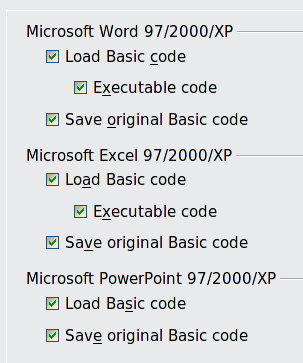 Microsoft Word 97/2000/XP
Load Basic code
Executable code
Save original Basic code
Microsoft Excel 97/2000/XP
Load Basic code
Executable code
Save original Basic code
Microsoft PowerPoint 97/2000/XP
Load Basic code
Save original Basic code